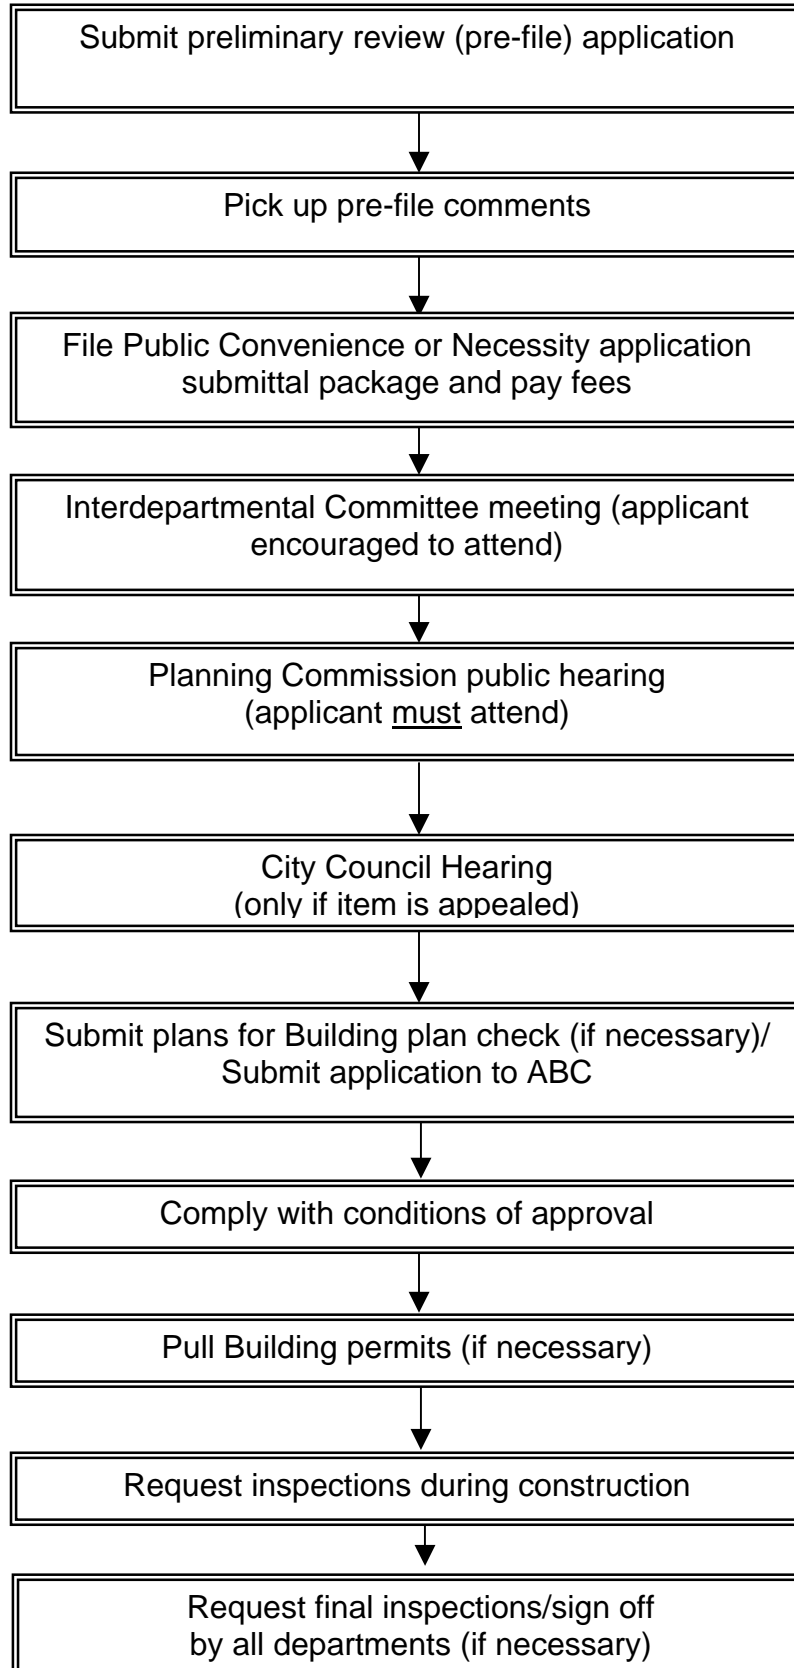 Submit preliminary review (pre-file) application
Pick up pre-file comments
File Public Convenience or Necessity application
submittal package and pay fees
Interdepartmental Committee meeting (applicant
encouraged to attend)
Planning Commission public hearing
(applicant must attend)
City Council Hearing
(only if item is appealed)
Submit plans for Building plan check (if necessary)/
Submit application to ABC
Comply with conditions of approval
Pull Building permits (if necessary)
Request inspections during construction
Request final inspections/sign off
by all departments (if necessary)